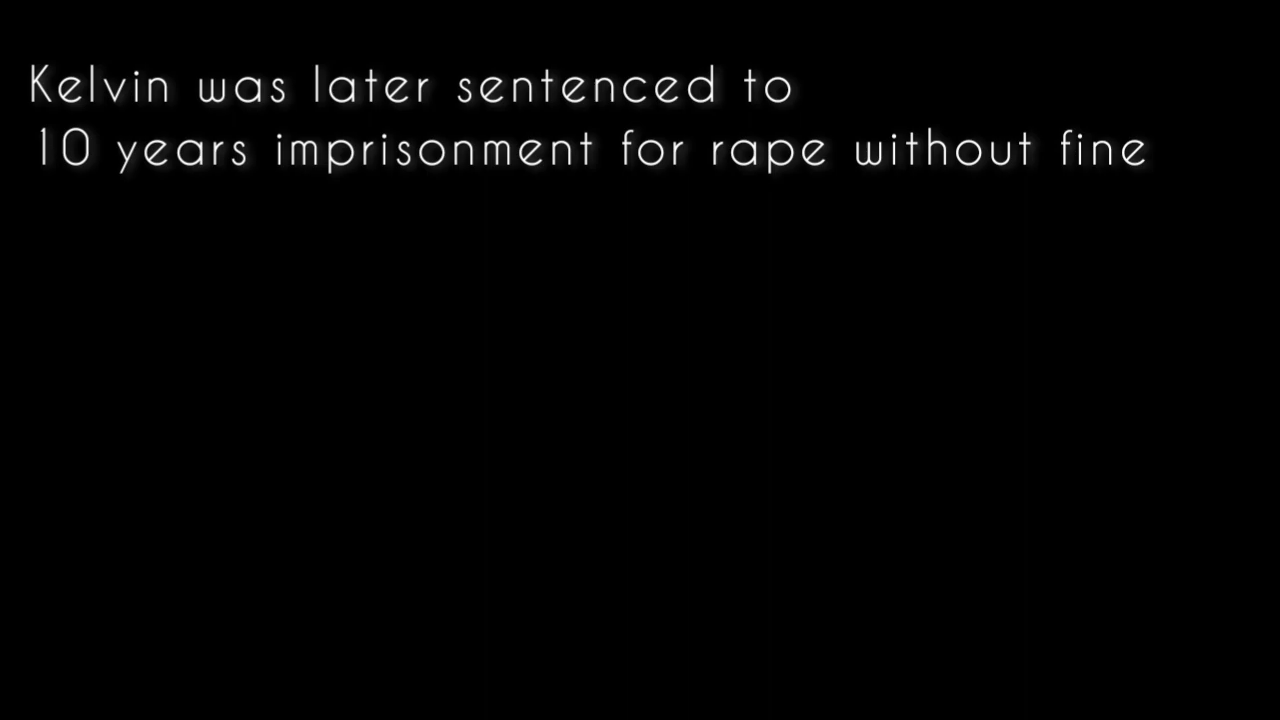 Kelvin was later sentenced to
10 years imprisonment for rape without fine